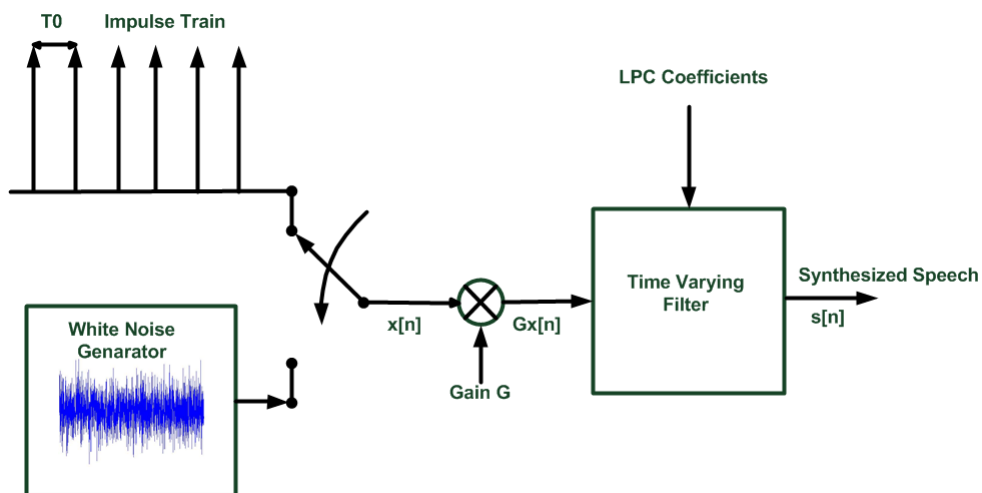 T0
Impulse Train
LPC Coefficients
Time Varying
Filter
Synthesized Speech
s[n]
x[n]
Gx[n]
Gain G
White Noise
Genarator